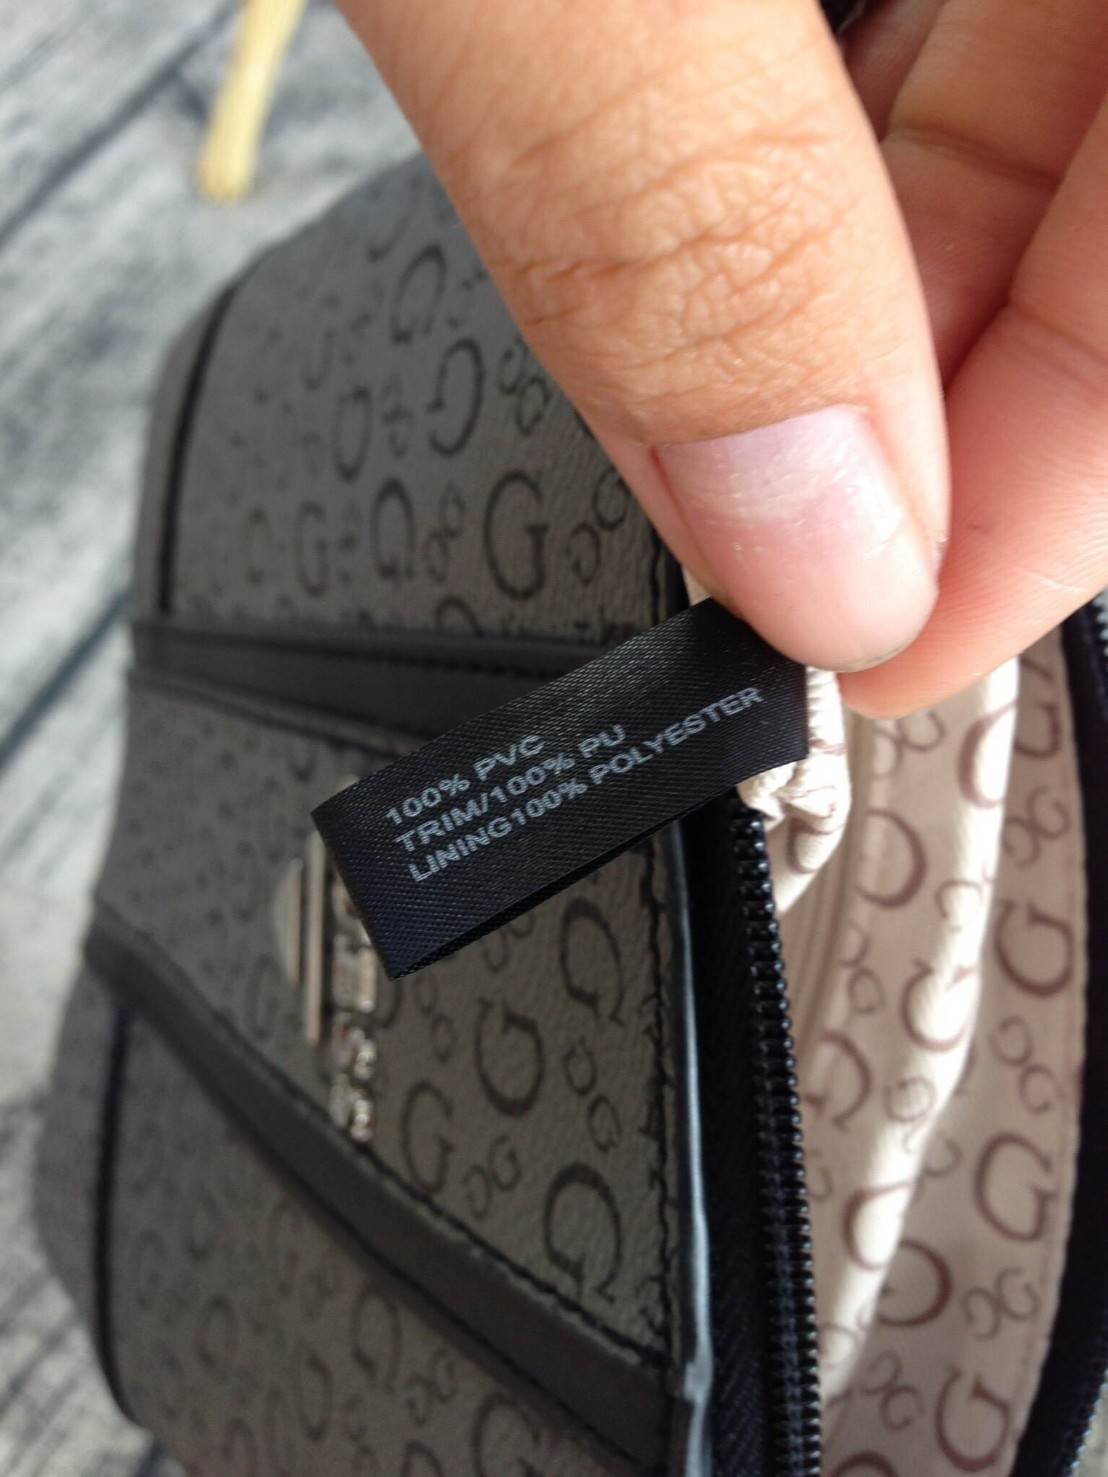 100% PVC
TRIM/100% PU
LINING100% POLYESTER